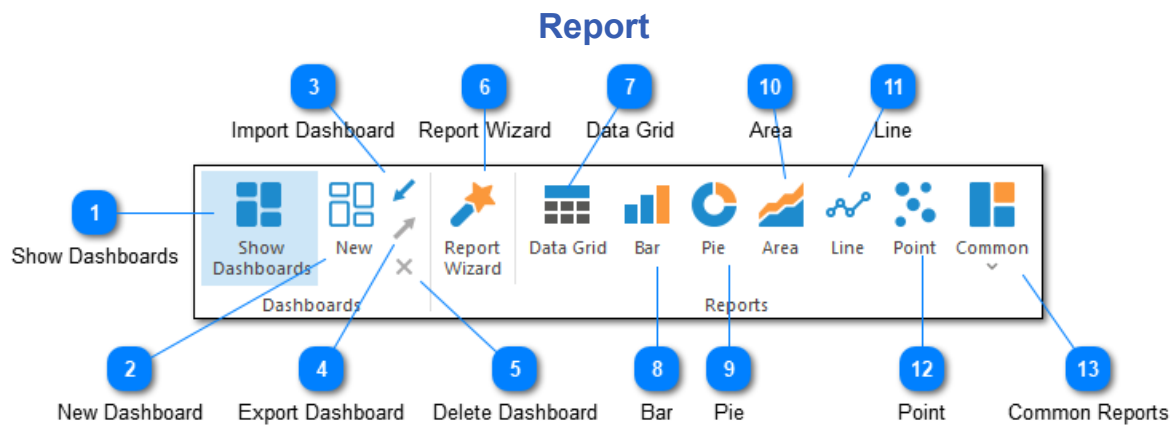 Report
3
6
7
10
11
Import Dashboard
Report Wizard
Data Grid
Area
Line
1
Show Dashboards
Show Dashboards
New
Report Wizard
Data Grid
Bar
Pie
Area
Line
Point
Common
Dashboards
Reports
2
4
5
8
9
12
13
New Dashboard
Export Dashboard
Delete Dashboard
Bar
Pie
Point
Common Reports